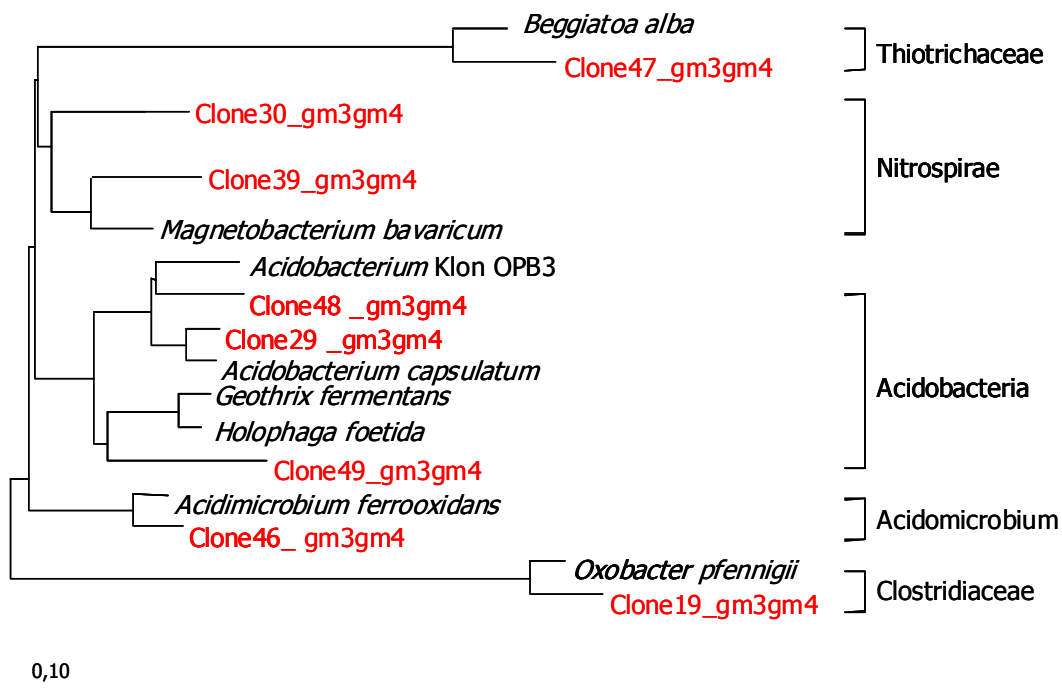 Beggiatoa alba
Thiotrichaceae
Clone47_gm3gm4
Clone30_gm3gm4
Nitrospirae
Clone39_gm3gm4
Magnetobacterium bavaricum
Acidobacterium Klon OPB3
Clone48 _gm3gm4
Clone29 _gm3gm4
Acidobacterium capsulatum
Acidobacteria
Geothrix fermentans
Holophaga foetida
Clone49_gm3gm4
Acidimicrobium ferrooxidans
Acidomicrobium
Clone46_ gm3gm4
Oxobacter pfennigii
Clostridiaceae
Clone19_gm3gm4
0,10